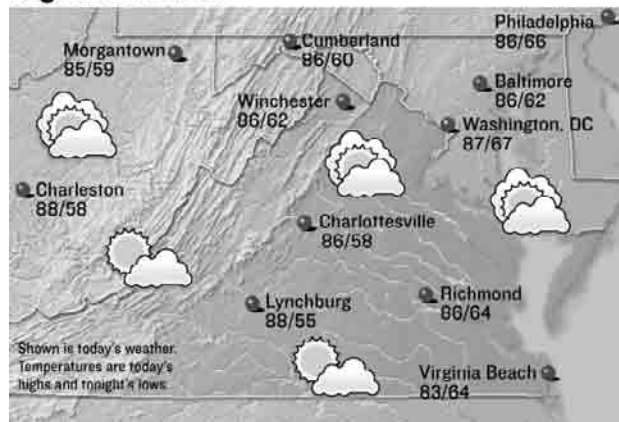 Philadelphia
86/66
Morgantown
85/59
Cumberland
86/60
Baltimore
86/62
Winchester
86/62
Washington, DC
87/67
Charleston
88/58
Charlottesville
86/58
Lynchburg
88/55
Richmond
86/64
Shown is today's weather.
Temperatures are today's
highs and tonight's lows.
Virginia Beach
83/64